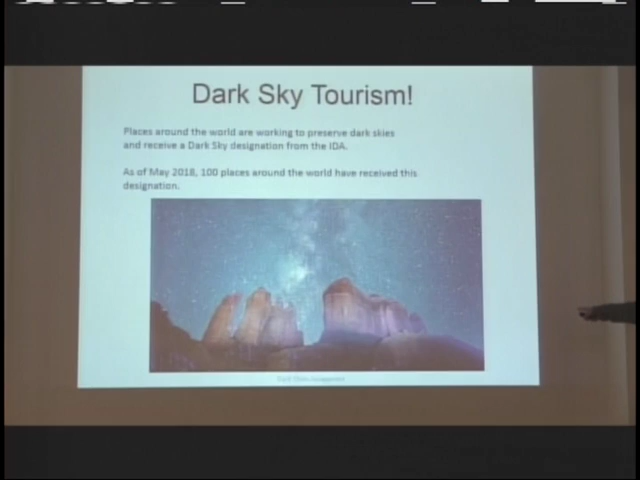 Dark Sky Tourism!
Places around the world are working to preserve dark skies
and receive a Dark Sky designation from the IDA.
As of May 2018, 100 places around the world have received this
designation.